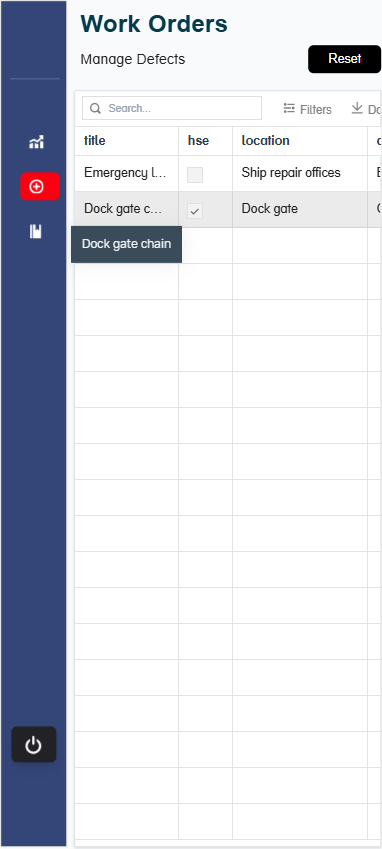 Work Orders
Manage Defects
Reset
Search...
Filters
Do
title hse location
Emergency l... Ship repair offices
Dock gate c... Dock gate
Dock gate chain